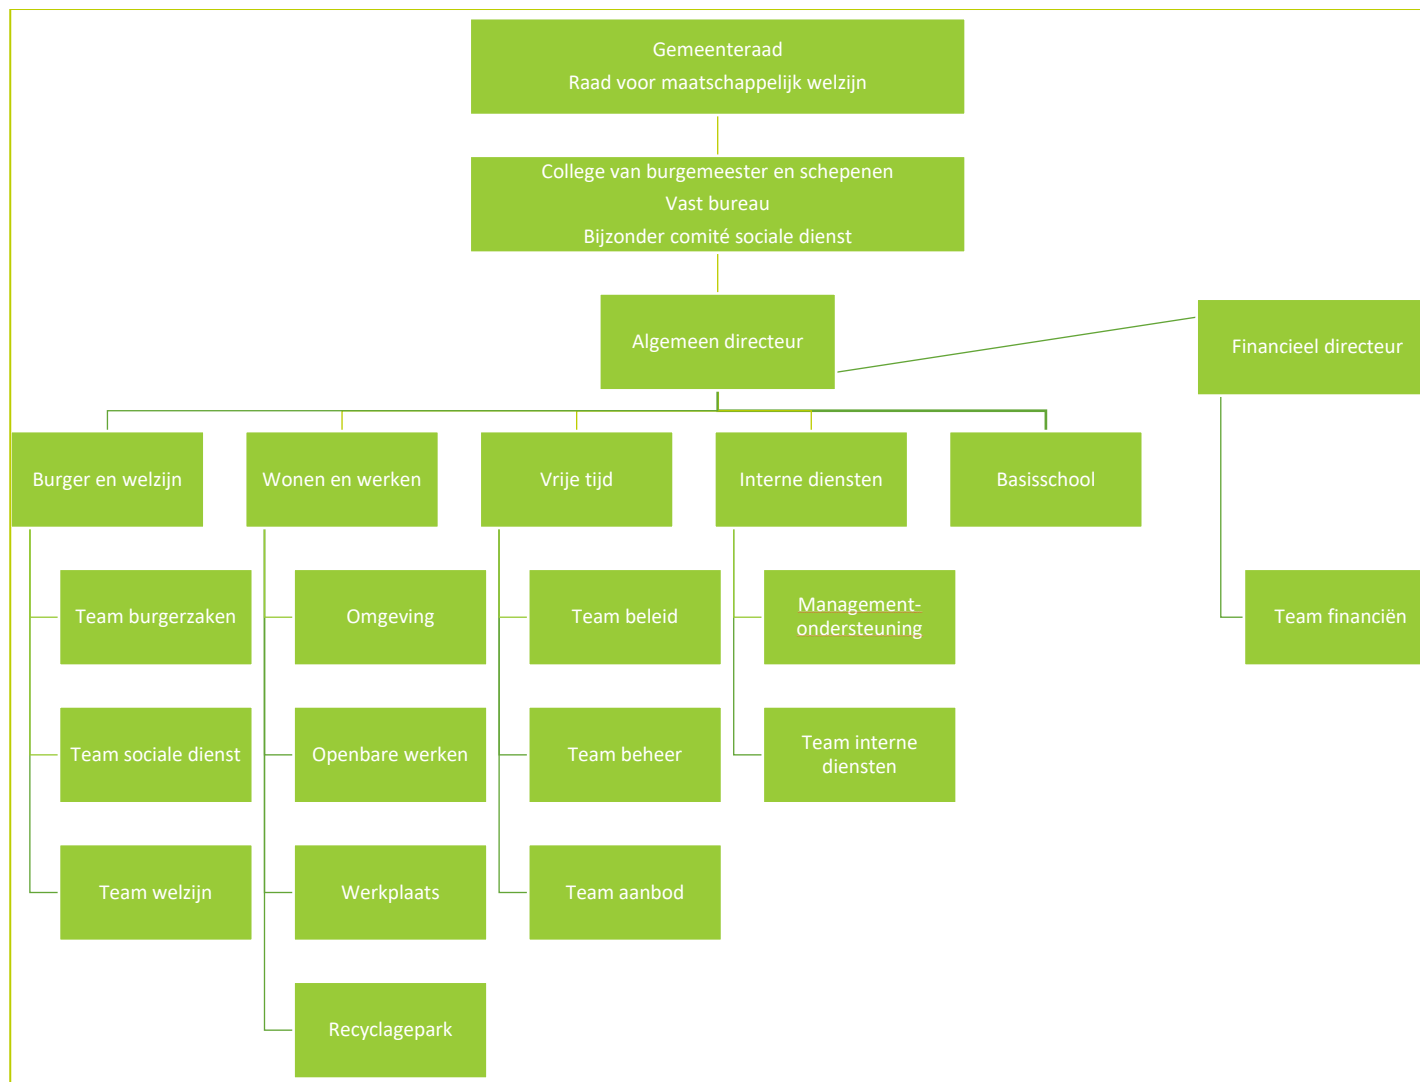 Gemeenteraad
Raad voor maatschappelijk welzijn
College van burgemeester en schepenen
Vast bureau
Bijzonder comité sociale dienst
Algemeen directeur
Financieel directeur
Burger en welzijn
Wonen en werken
Vrije tijd
Interne diensten
Basisschool
Team burgerzaken
Omgeving
Team beleid
Management-
ondersteuning
Team financiën
Team sociale dienst
Openbare werken
Team beheer
Team interne
diensten
Team welzijn
Werkplaats
Team aanbod
Recyclagepark